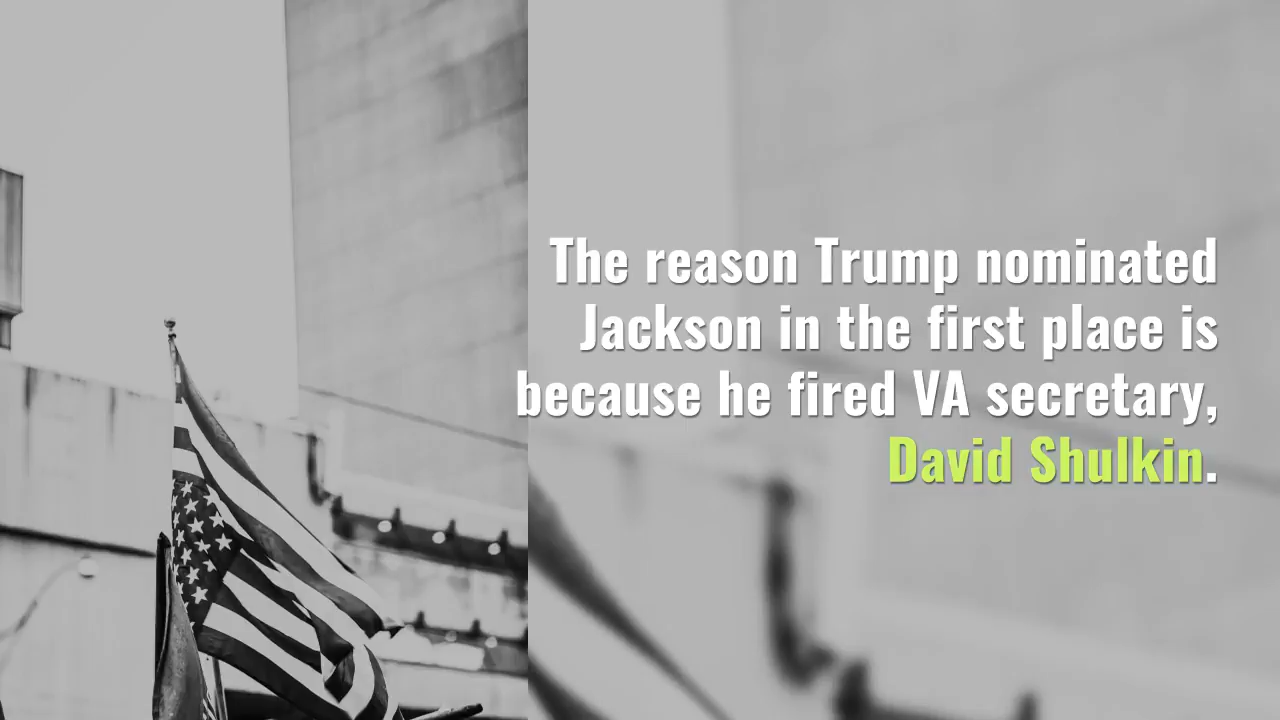 The reason Trump nominated
Jackson in the first place is
because he fired VA secretary,
David Shulkin.